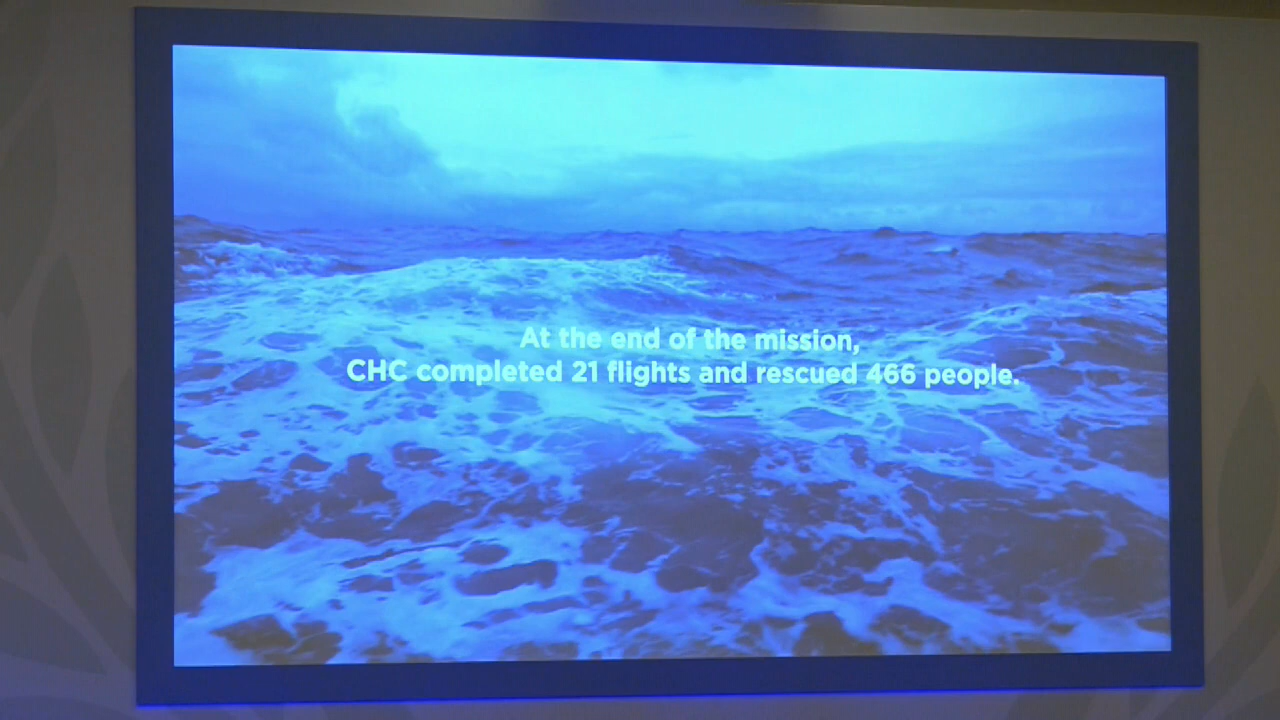 At the end of the mission,
CHC completed 21 flights and rescued 466 people.